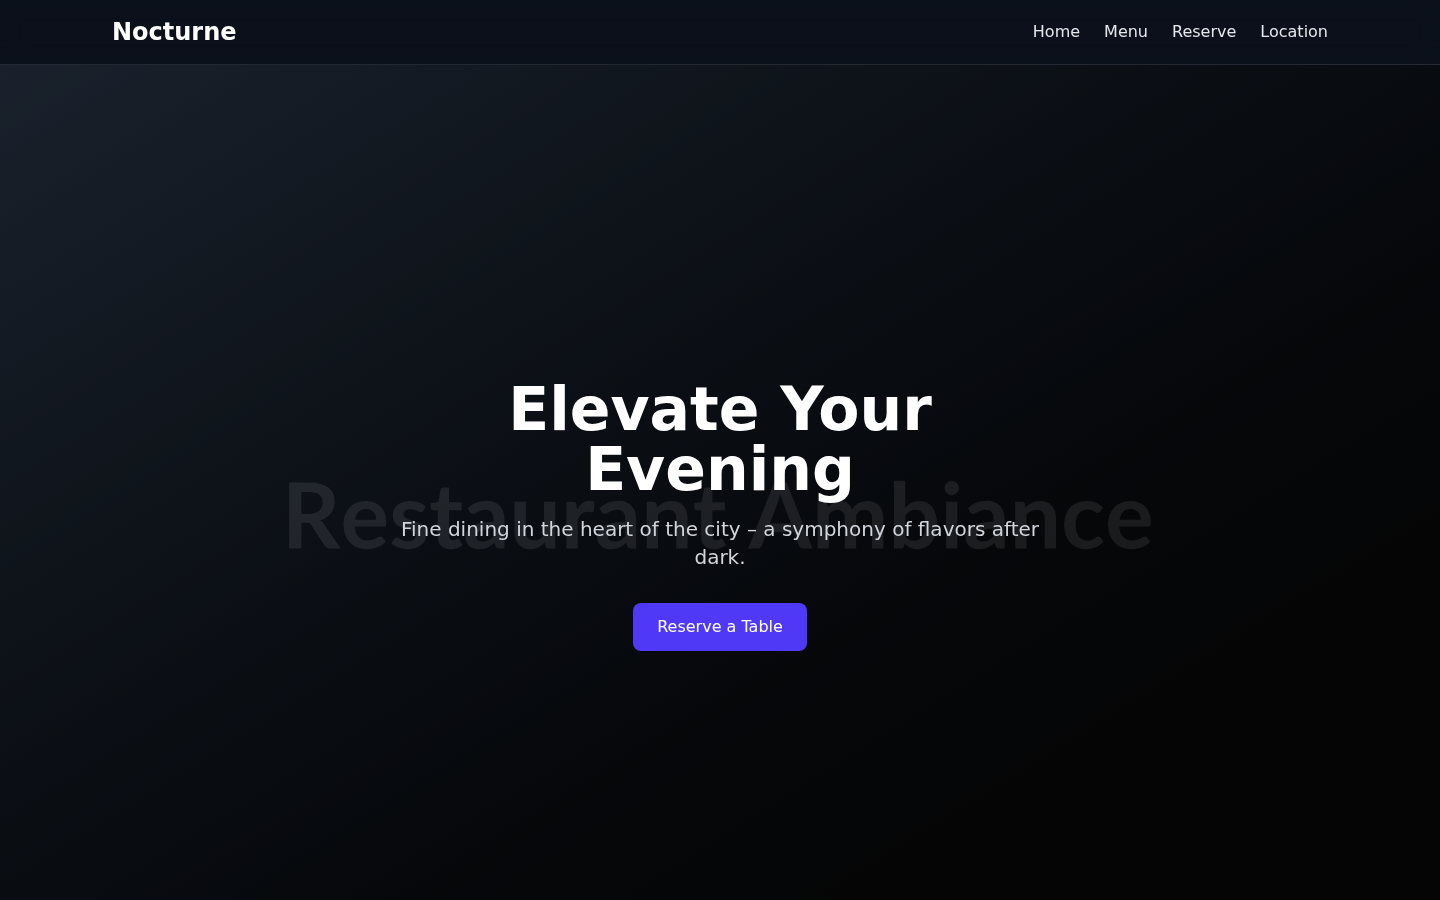 Nocturne
Home Menu Reserve Location
Elevate Your
Evening
Restaurant Ambiance
Fine dining in the heart of the city – a symphony of flavors after
dark.
Reserve a Table